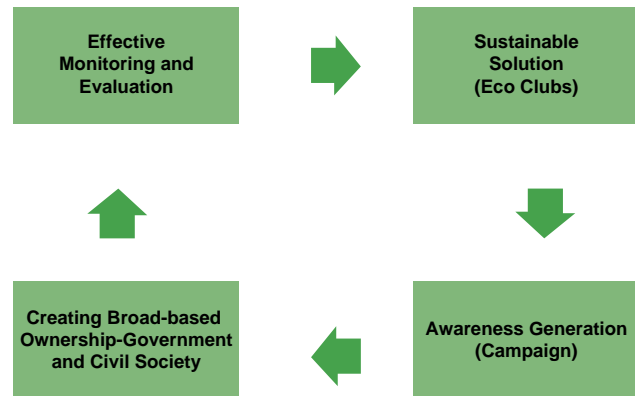 Effective
Monitoring and
Evaluation
Sustainable
Solution
(Eco Clubs)
Creating Broad-based
Ownership-Government
and Civil Society
Awareness Generation
(Campaign)